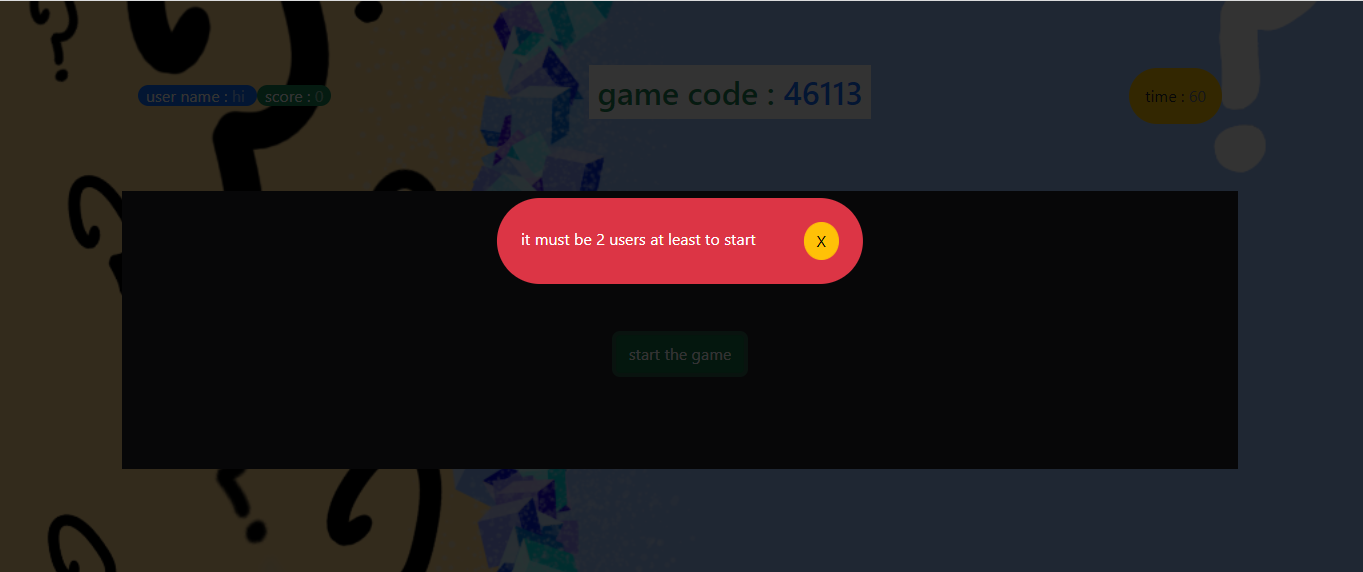 user name : hi
score : 0
game code : 46113
time : 60
it must be 2 users at least to start
X
start the game